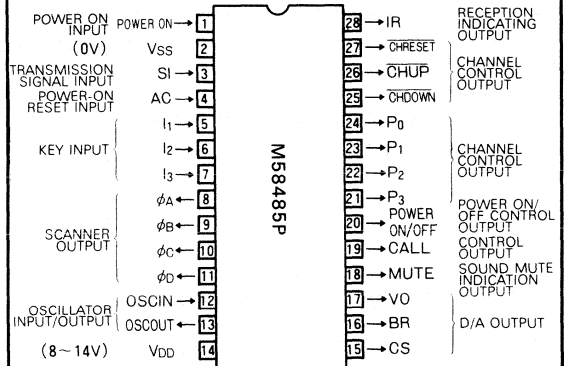 POWER ON INPUT POWER ON 1
(0V) Vss 2
TRANSMISSION SIGNAL INPUT SI 3
POWER-ON RESET INPUT AC 4
KEY INPUT
I1 5
I2 6
I3 7
SCANNER OUTPUT
φA 8
φB 9
φC 10
φD 11
OSCILLATOR INPUT/OUTPUT
OSCIN 12
OSCOUT 13
(8~14V) VDD 14
M58485P
28 IR RECEPTION INDICATING OUTPUT
27 CHRESET
26 CHUP
25 CHDOWN
CHANNEL CONTROL OUTPUT
24 P0
23 P1
22 P2
21 P3
CHANNEL CONTROL OUTPUT
20 POWER ON/OFF POWER ON/OFF CONTROL OUTPUT
19 CALL CONTROL OUTPUT
18 MUTE SOUND MUTE INDICATION OUTPUT
17 VO
16 BR
15 CS
D/A OUTPUT